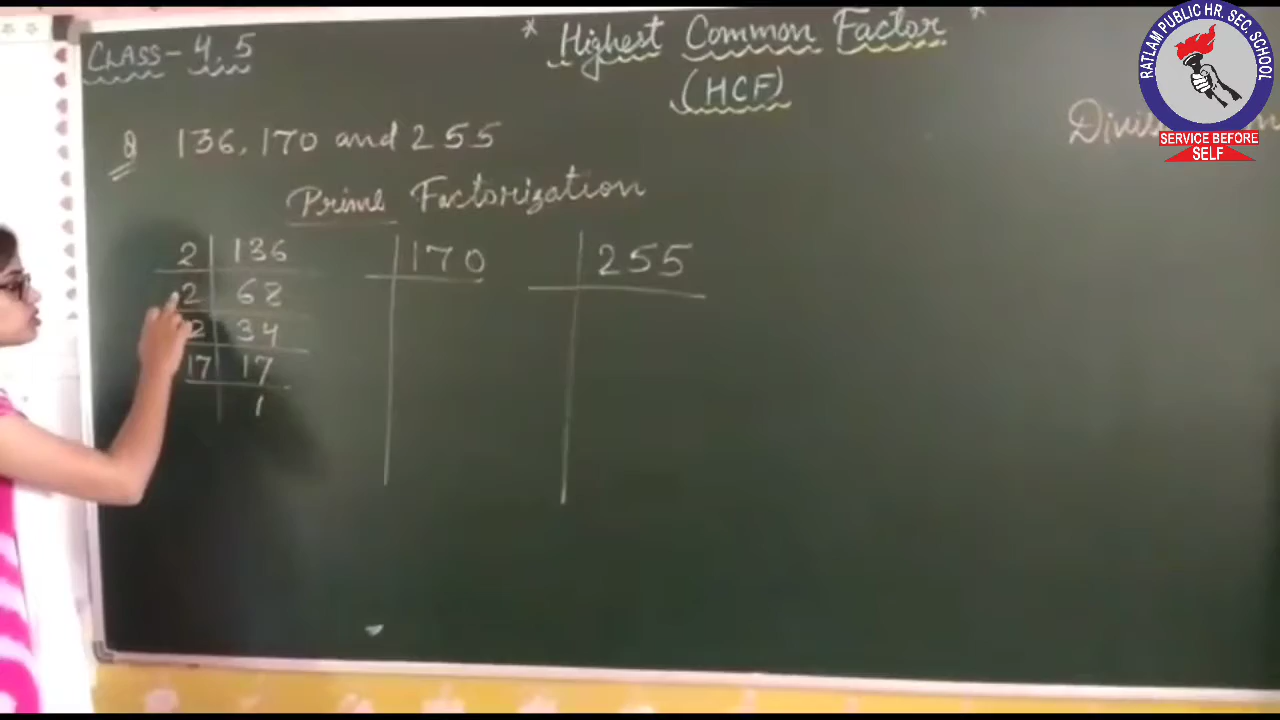 CLASS - 4, 5
* Highest Common Factor *
(HCF)
Q 136, 170 and 255
Prime Factorization
2 | 136
2 | 68
2 | 34
17 | 17
1
170
255
RATLAM PUBLIC HR. SEC. SCHOOL
SERVICE BEFORE
SELF